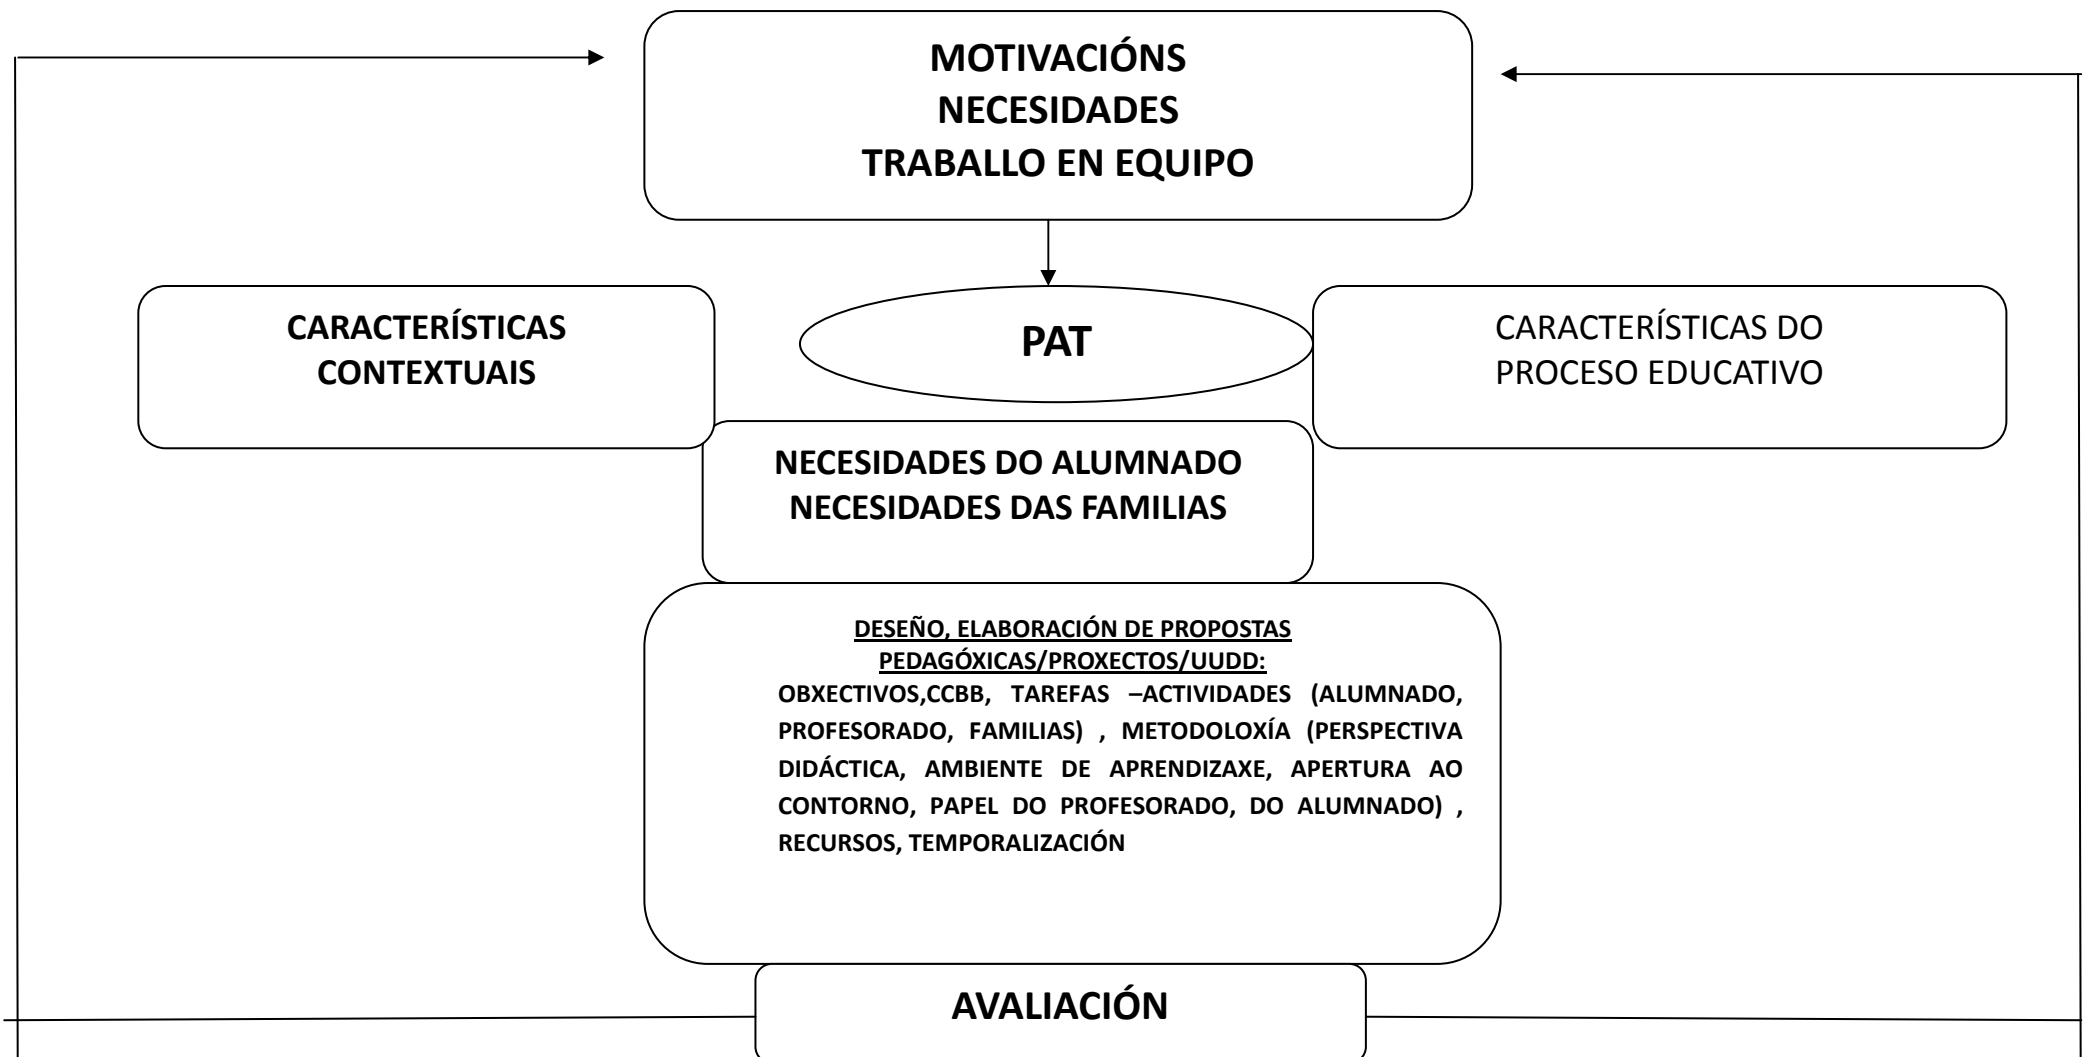 MOTIVACIÓNS
NECESIDADES
TRABALLO EN EQUIPO
CARACTERÍSTICAS
CONTEXTUAIS
PAT
CARACTERÍSTICAS DO
PROCESO EDUCATIVO
NECESIDADES DO ALUMNADO
NECESIDADES DAS FAMILIAS
DESEÑO, ELABORACIÓN DE PROPOSTAS
PEDAGÓXICAS/PROXECTOS/UUDD:
OBXECTIVOS,CCBB, TAREFAS –ACTIVIDADES (ALUMNADO,
PROFESORADO, FAMILIAS) , METODOLOXÍA (PERSPECTIVA
DIDÁCTICA, AMBIENTE DE APRENDIZAXE, APERTURA AO
CONTORNO, PAPEL DO PROFESORADO, DO ALUMNADO) ,
RECURSOS, TEMPORALIZACIÓN
AVALIACIÓN